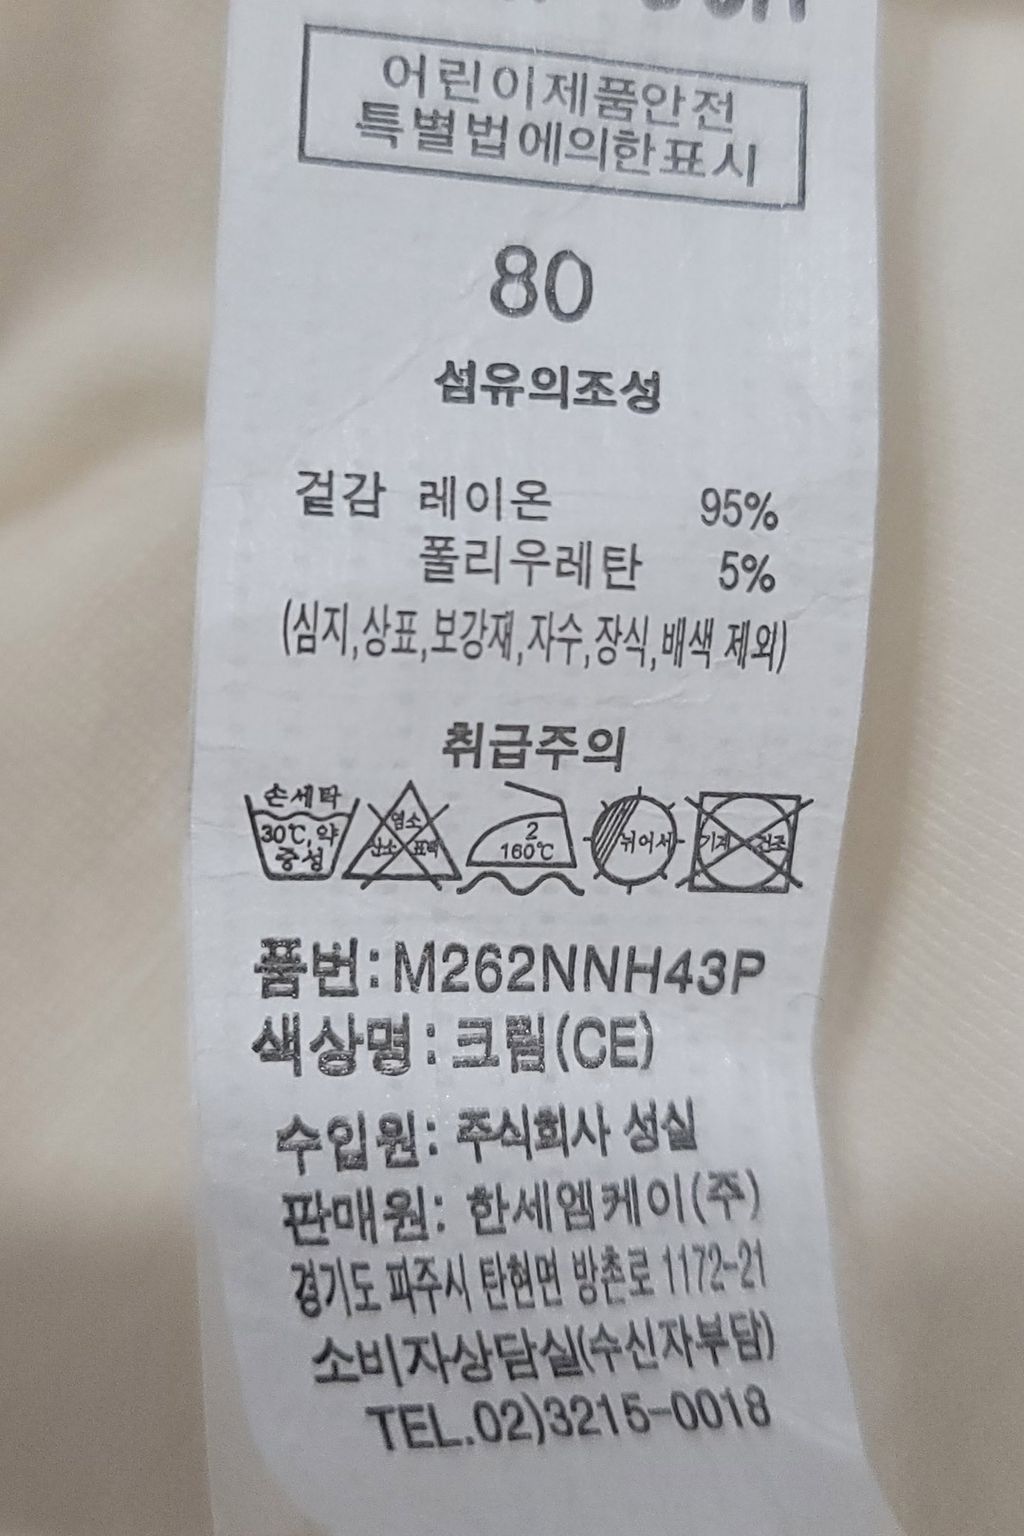 어린이제품안전
특별법에의한표시
80
섬유의조성
겉감 레이온 95%
폴리우레탄 5%
(심지,상표,보강재,자수,장식,배색 제외)
취급주의
손세탁
30℃,약
중성
염소
산소 표백
2
160℃
뉘어서
기계 건조
품번:M262NNH43P
색상명:크림(CE)
수입원: 주식회사 성실
판매원: 한세엠케이(주)
경기도 파주시 탄현면 방촌로 1172-21
소비자상담실(수신자부담)
TEL.02)3215-0018